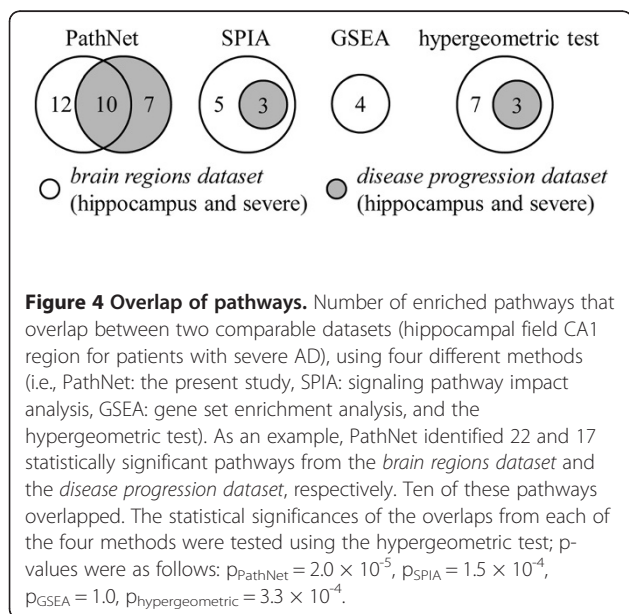 PathNet SPIA GSEA hypergeometric test
12 10 7 5 3 4 7 3
brain regions dataset disease progression dataset
(hippocampus and severe) (hippocampus and severe)
Figure 4 Overlap of pathways. Number of enriched pathways that
overlap between two comparable datasets (hippocampal field CA1
region for patients with severe AD), using four different methods
(i.e., PathNet: the present study, SPIA: signaling pathway impact
analysis, GSEA: gene set enrichment analysis, and the
hypergeometric test). As an example, PathNet identified 22 and 17
statistically significant pathways from the brain regions dataset and
the disease progression dataset, respectively. Ten of these pathways
overlapped. The statistical significances of the overlaps from each of
the four methods were tested using the hypergeometric test; p-
values were as follows: pPathNet = 2.0 × 10-5, pSPIA = 1.5 × 10-4,
pGSEA = 1.0, phypergeometric = 3.3 × 10-4.